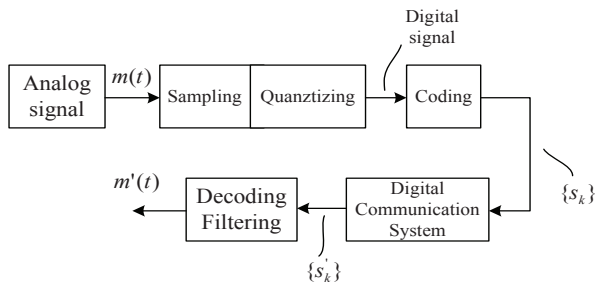 Digital
signal
Analog
signal
m(t)
Sampling
Quanztizing
Coding
{s_k}
m'(t)
Decoding
Filtering
Digital
Communication
System
{s'_k}